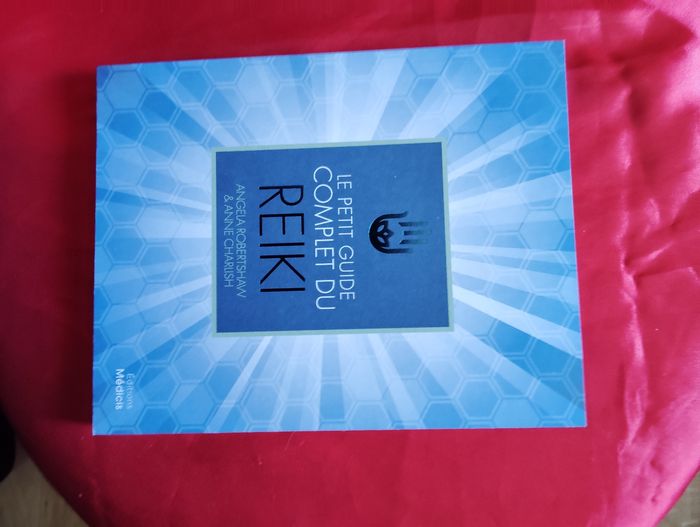 LE PETIT GUIDE
COMPLET DU
REIKI
ANGELA ROBERTSHAW
& ANNE CHARLISH
Éditions
Médicis